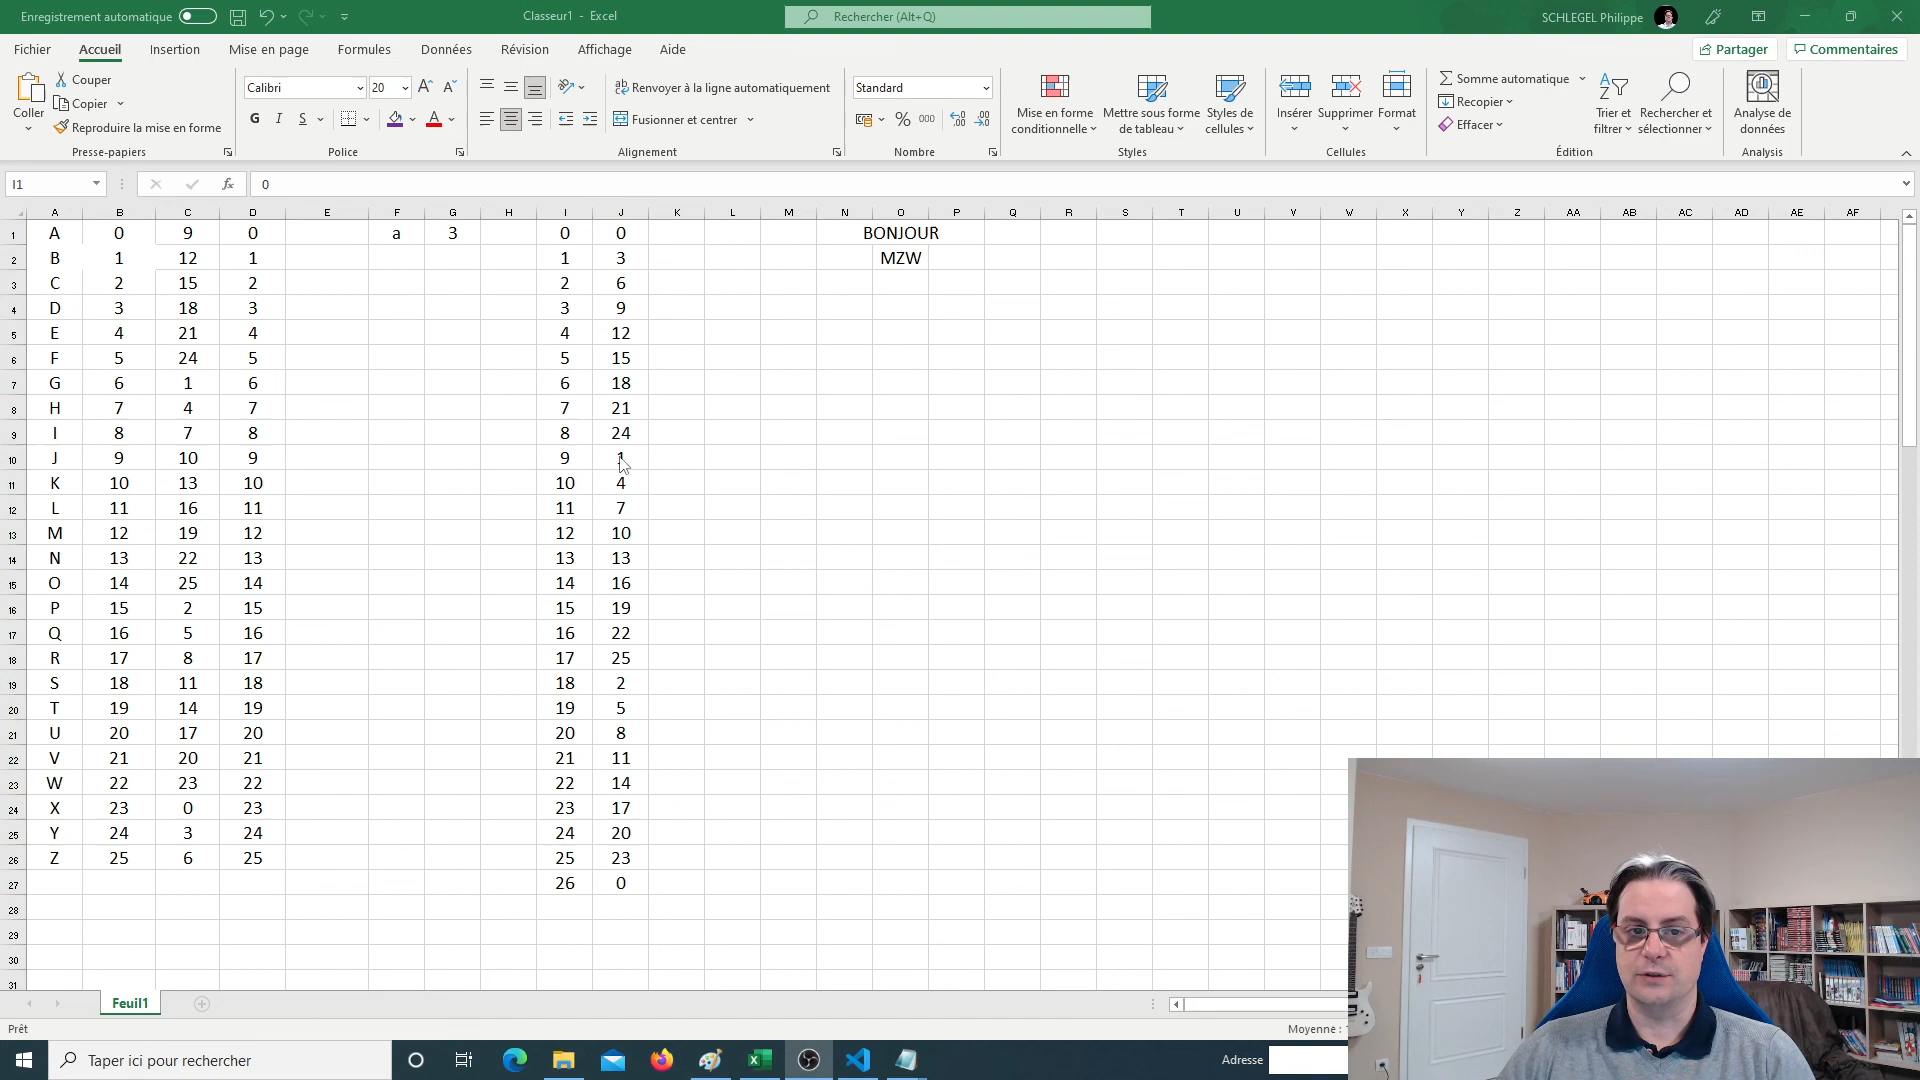 Enregistrement automatique
Classeur1 - Excel
Rechercher (Alt+Q)
SCHLEGEL Philippe
Fichier Accueil Insertion Mise en page Formules Données Révision Affichage Aide
Partager Commentaires
Coller
Couper
Copier
Reproduire la mise en forme
Presse-papiers
Calibri 20
G I S
Police
Renvoyer à la ligne automatiquement
Fusionner et centrer
Alignement
Standard
% 000
Nombre
Mise en forme conditionnelle
Mettre sous forme de tableau
Styles de cellules
Styles
Insérer Supprimer Format
Cellules
Somme automatique
Recopier
Effacer
Trier et filtrer
Rechercher et sélectionner
Édition
Analyse de données
Analysis
I1 fx 0
A B C D E F G H I J K L M N O P Q R S T U V W X Y Z AA AB AC AD AE AF
1 A 0 9 0 a 3 0 0 BONJOUR
2 B 1 12 1 1 3 MZW
3 C 2 15 2 2 6
4 D 3 18 3 3 9
5 E 4 21 4 4 12
6 F 5 24 5 5 15
7 G 6 1 6 6 18
8 H 7 4 7 7 21
9 I 8 7 8 8 24
10 J 9 10 9 9 1
11 K 10 13 10 10 4
12 L 11 16 11 11 7
13 M 12 19 12 12 10
14 N 13 22 13 13 13
15 O 14 25 14 14 16
16 P 15 2 15 15 19
17 Q 16 5 16 16 22
18 R 17 8 17 17 25
19 S 18 11 18 18 2
20 T 19 14 19 19 5
21 U 20 17 20 20 8
22 V 21 20 21 21 11
23 W 22 23 22 22 14
24 X 23 0 23 23 17
25 Y 24 3 24 24 20
26 Z 25 6 25 25 23
27 26 0
28
29
30
31
Feuil1
Prêt
Moyenne :
Taper ici pour rechercher
Adresse